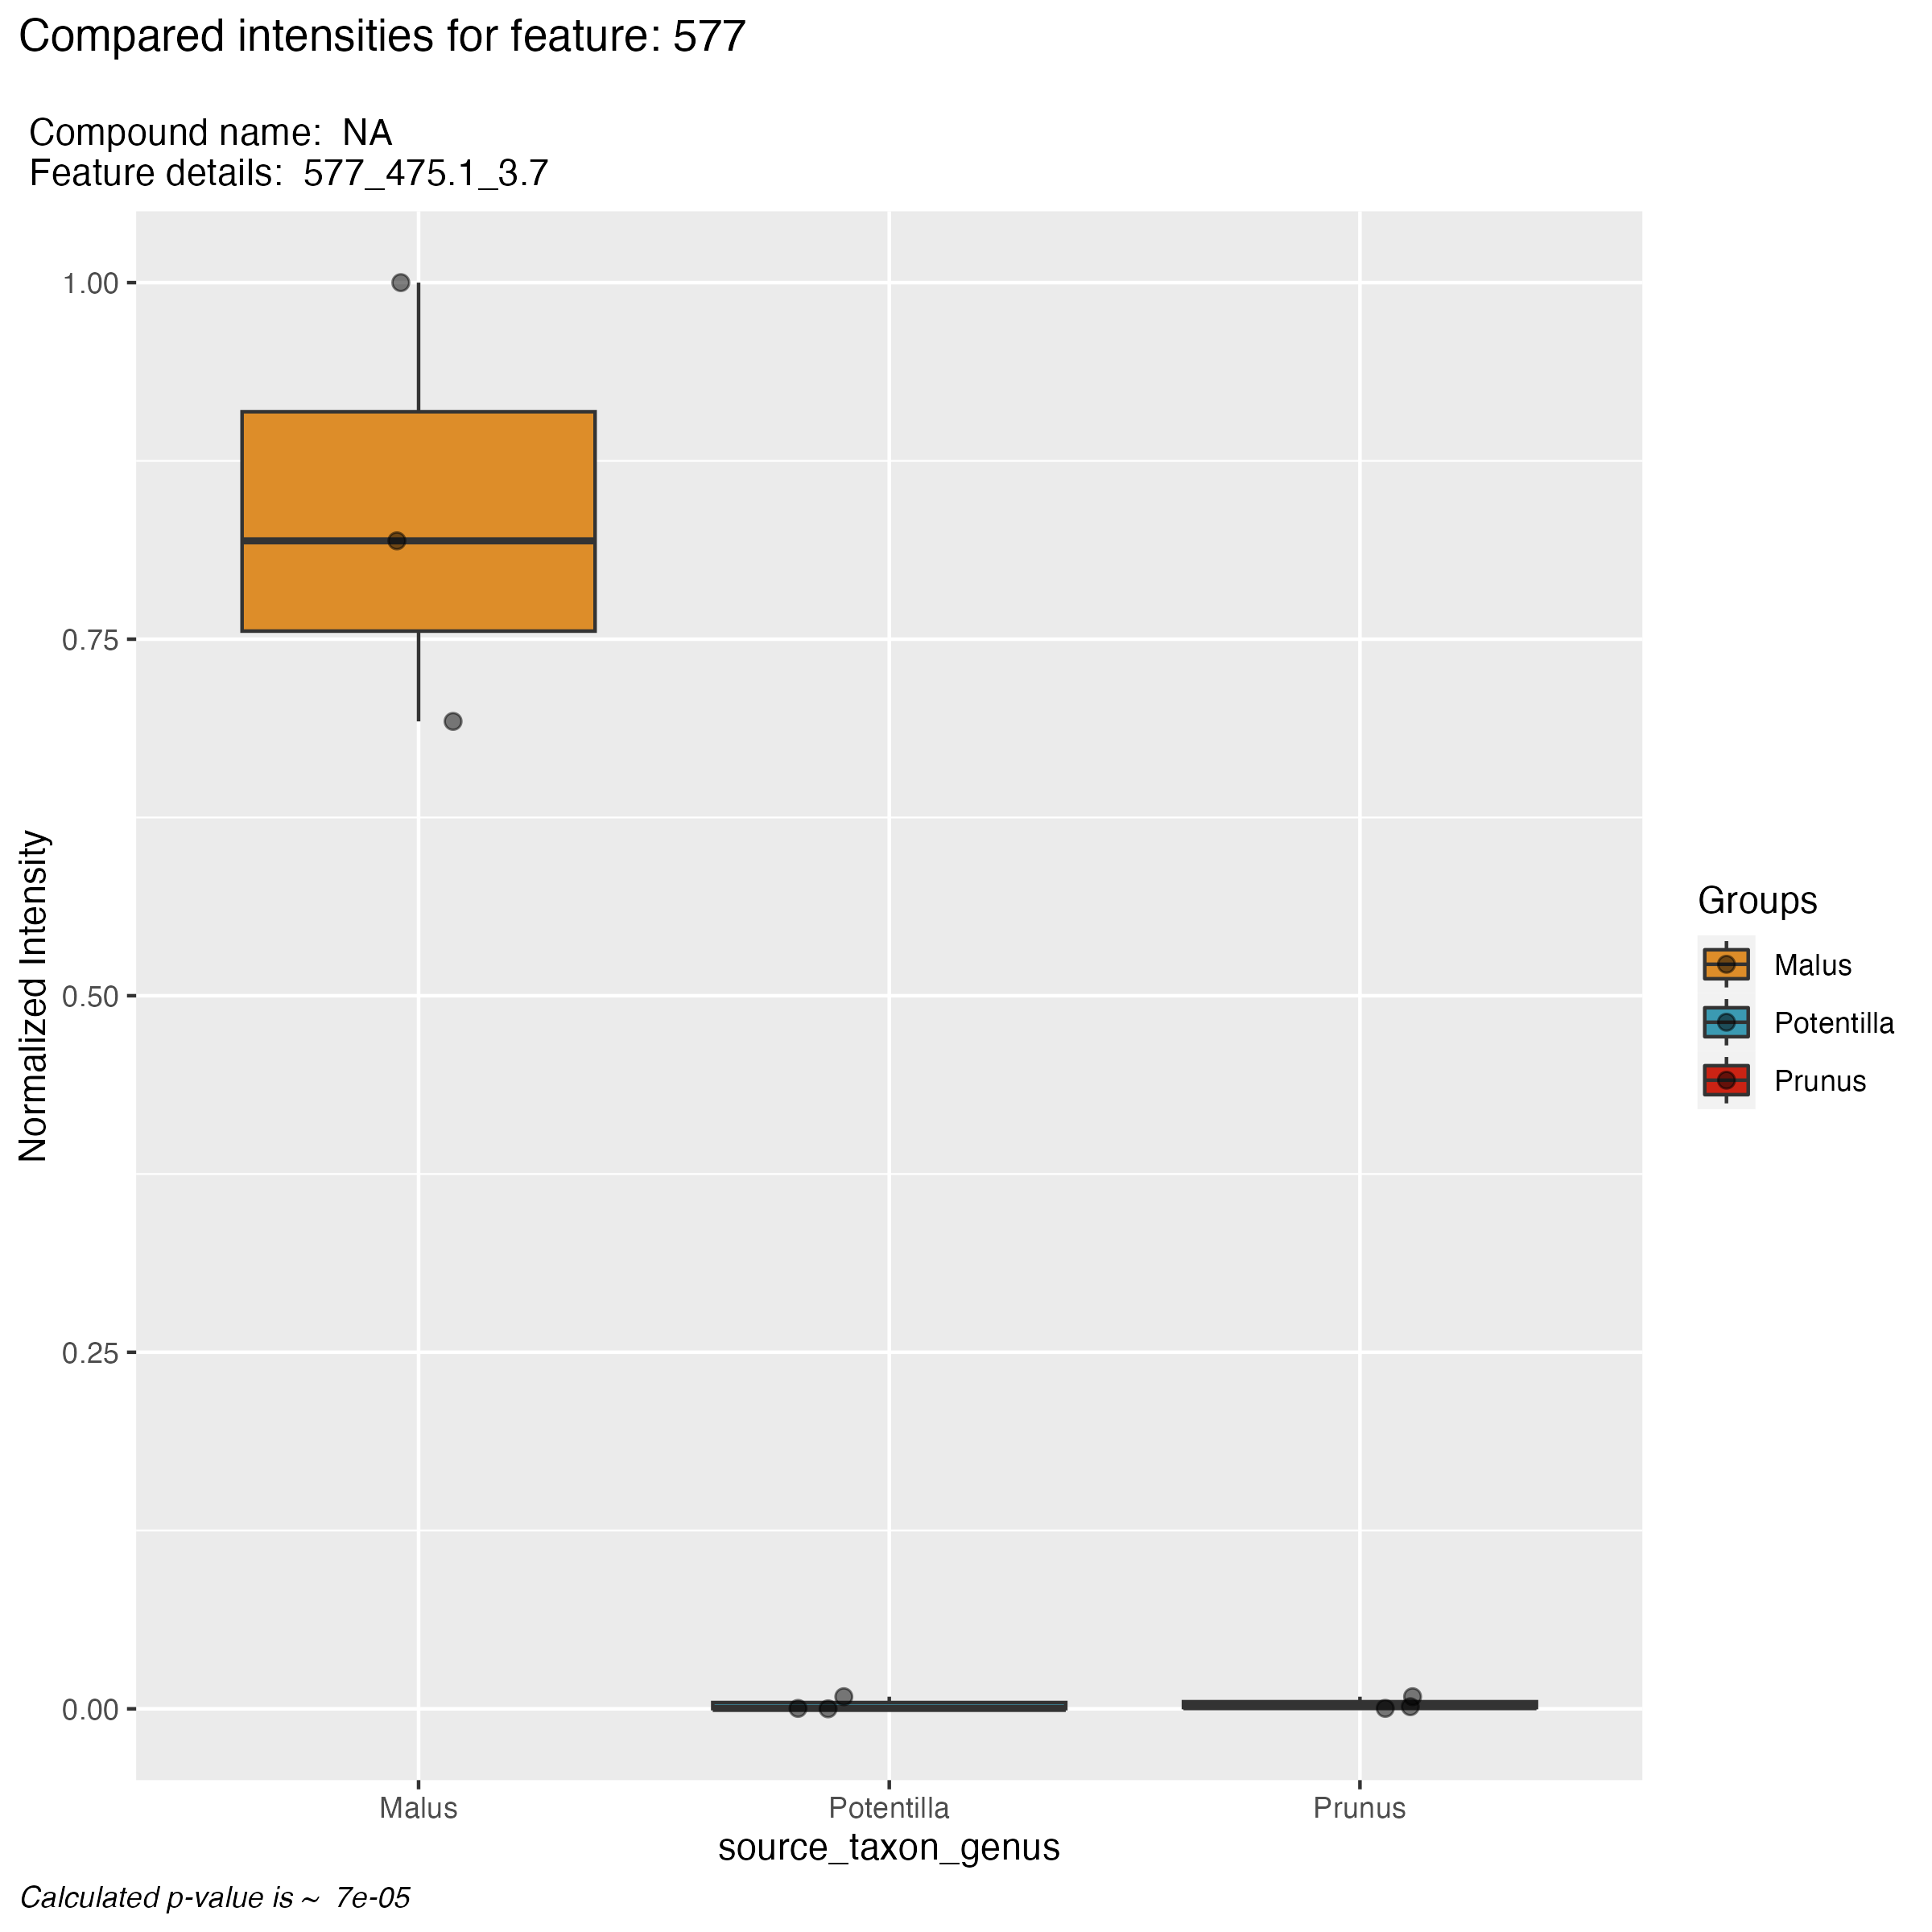 Compared intensities for feature: 577
Compound name:  NA
Feature details:  577_475.1_3.7
1.00
0.75
0.50
0.25
0.00
Normalized Intensity
Malus
Potentilla
Prunus
source_taxon_genus
Groups
Malus
Potentilla
Prunus
Calculated p-value is ~  7e-05